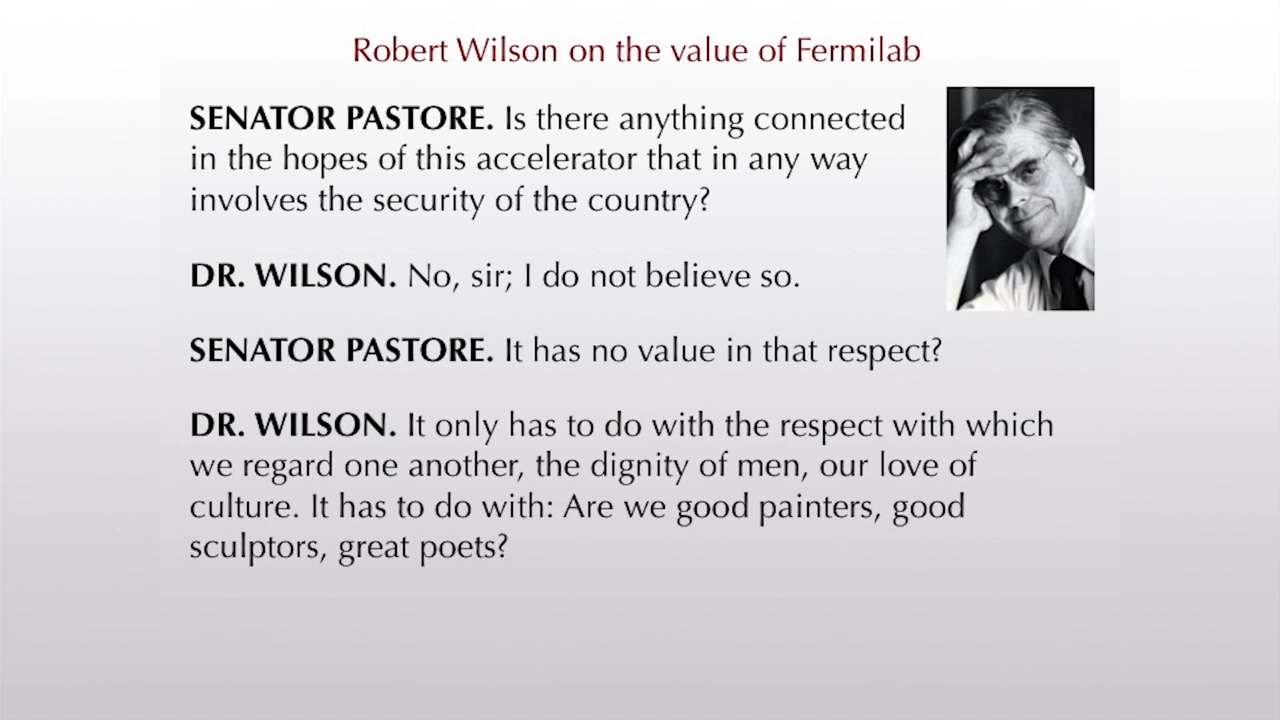 Robert Wilson on the value of Fermilab
SENATOR PASTORE. Is there anything connected
in the hopes of this accelerator that in any way
involves the security of the country?
DR. WILSON. No, sir; I do not believe so.
SENATOR PASTORE. It has no value in that respect?
DR. WILSON. It only has to do with the respect with which
we regard one another, the dignity of men, our love of
culture. It has to do with: Are we good painters, good
sculptors, great poets?